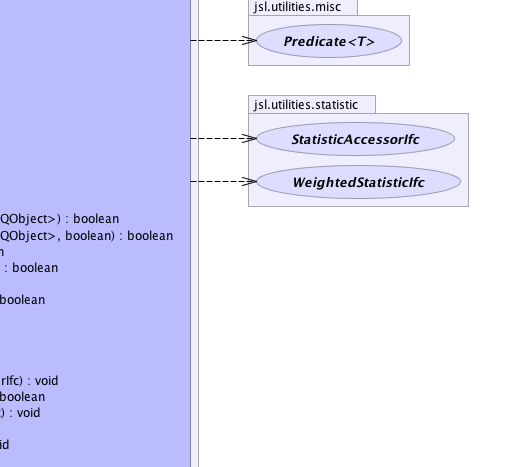 jsl.utilities.misc
Predicate<T>
jsl.utilities.statistic
StatisticAccessorIfc
WeightedStatisticIfc
QObject>) : boolean
QObject>, boolean) : boolean
n
) : boolean
boolean
rIfc) : void
boolean
) : void
id